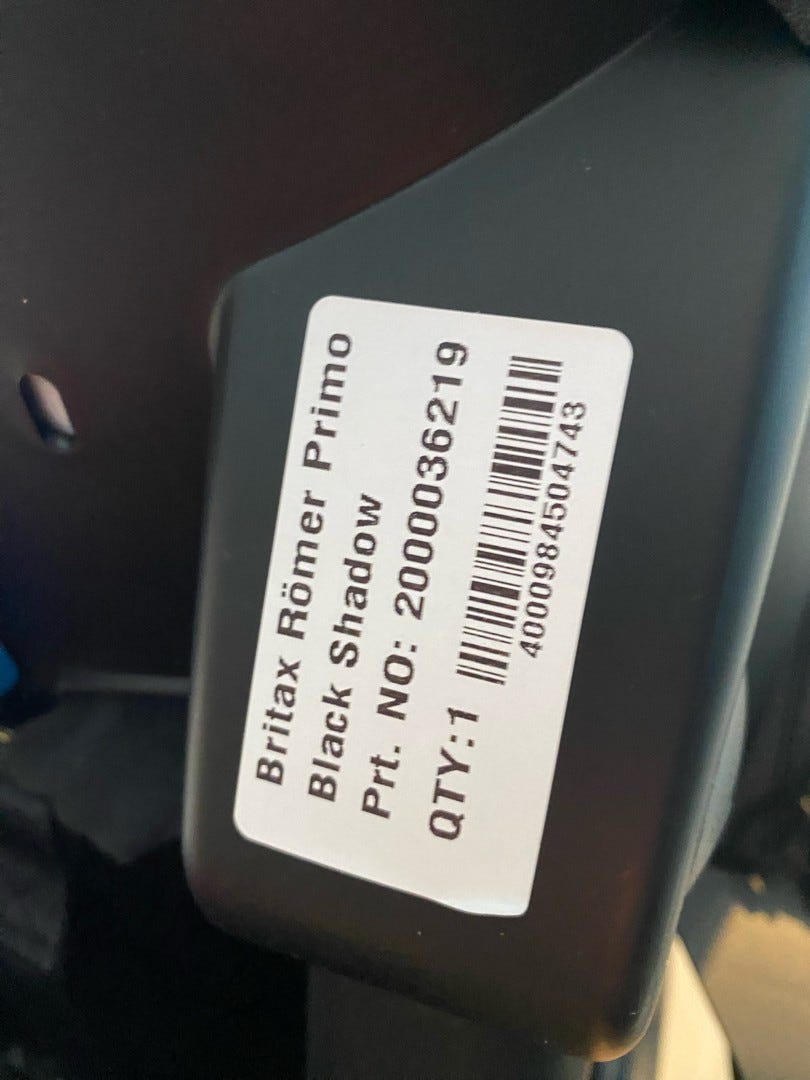 Britax Römer Primo
Black Shadow
Prt. NO: 2000036219
QTY:1
4000984504743